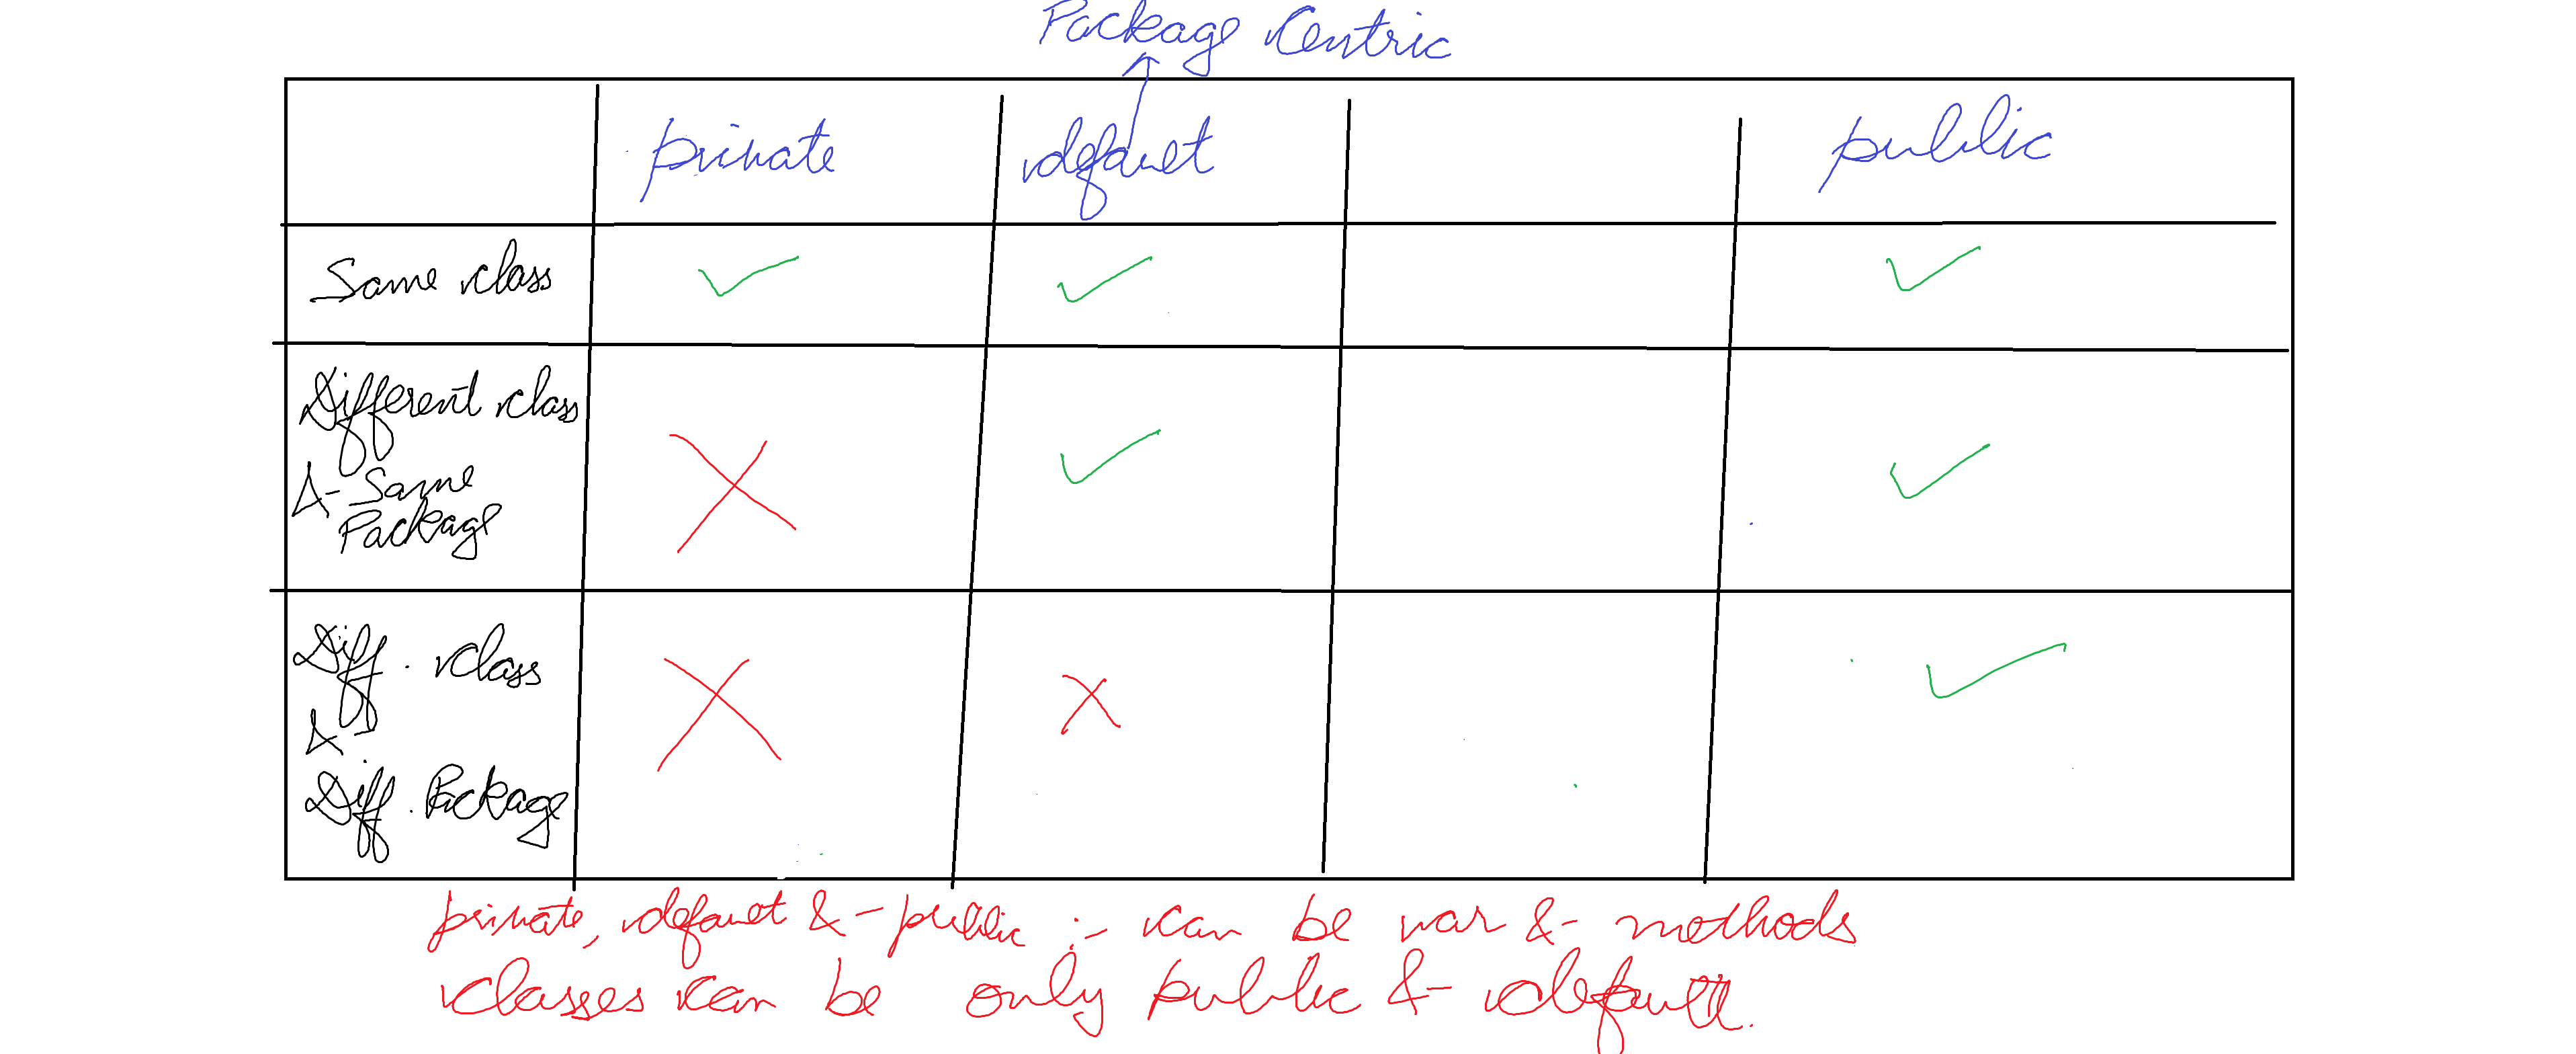 Package Centric
private default public
Same class ✓ ✓ ✓
Different class
& Same
Package
✗ ✓ ✓
Diff. class
&
Diff. Package
✗ ✗ ✓
private, default & public :- can be var & methods
classes can be only public & default.